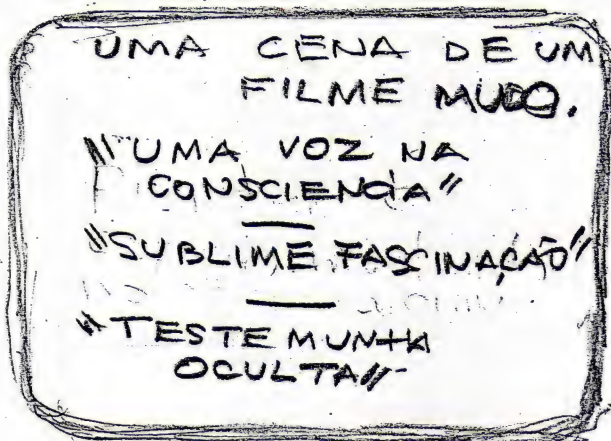 UMA CENA DE UM
FILME MUDO.
"UMA VOZ NA
CONSCIENCIA"
"SUBLIME FASCINAÇÃO"
"TESTEMUNHA
OCULTA"